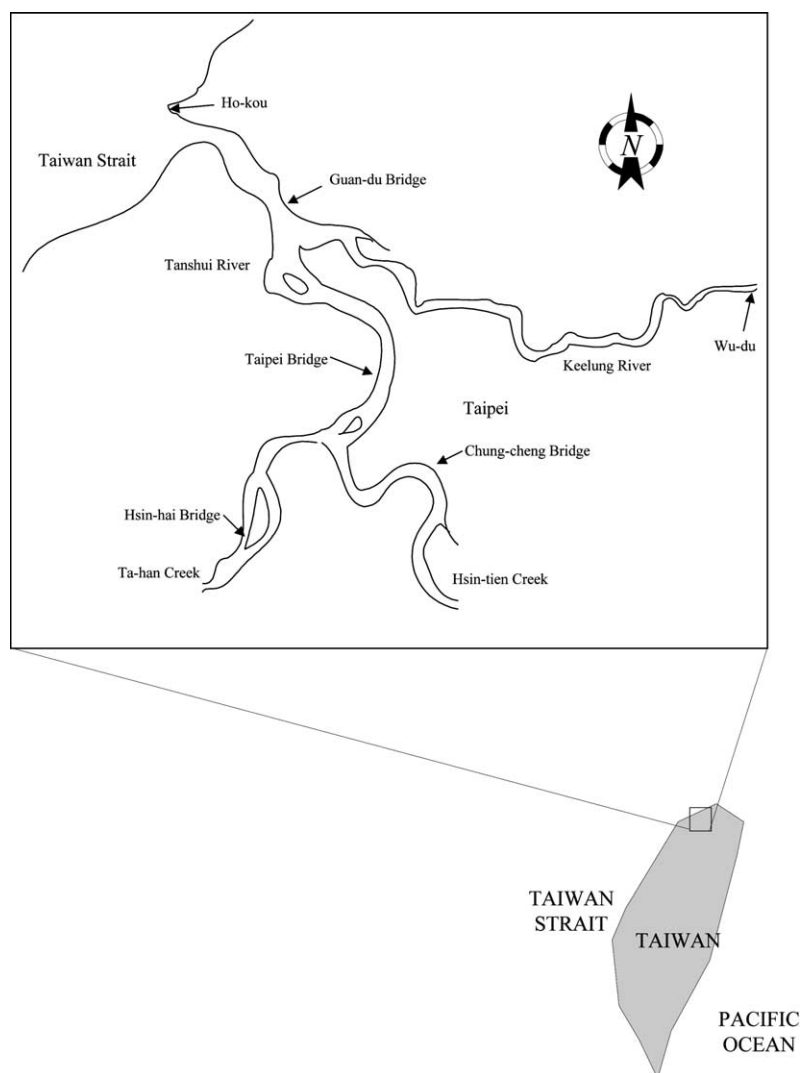 Ho-kou
Taiwan Strait
N
Guan-du Bridge
Tanshui River
Wu-du
Taipei Bridge
Keelung River
Taipei
Chung-cheng Bridge
Hsin-hai Bridge
Ta-han Creek
Hsin-tien Creek
TAIWAN
STRAIT
TAIWAN
PACIFIC
OCEAN